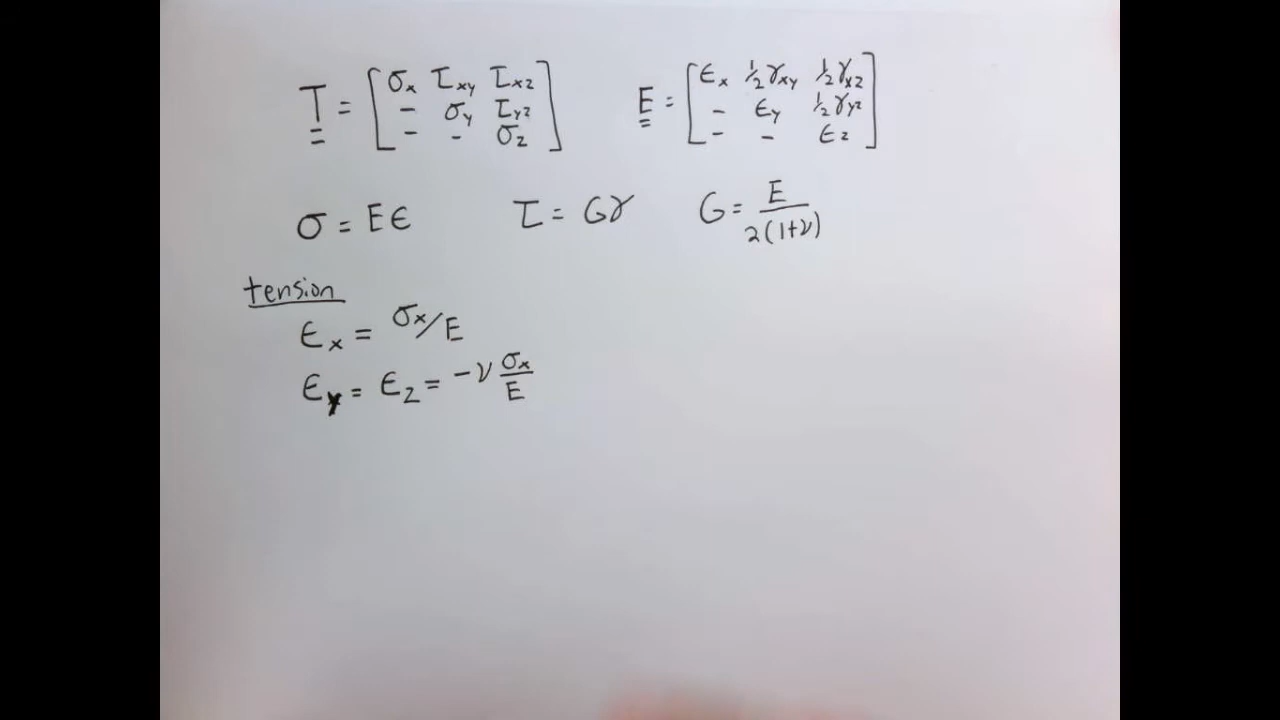 T = [σx τxy τxz
- σy τyz
- - σz]
E = [εx ½γxy ½γxz
- εy ½γyz
- - εz]
σ = Eε τ = Gγ G = E/2(1+ν)
tension
εx = σx/E
εy = εz = -ν σx/E